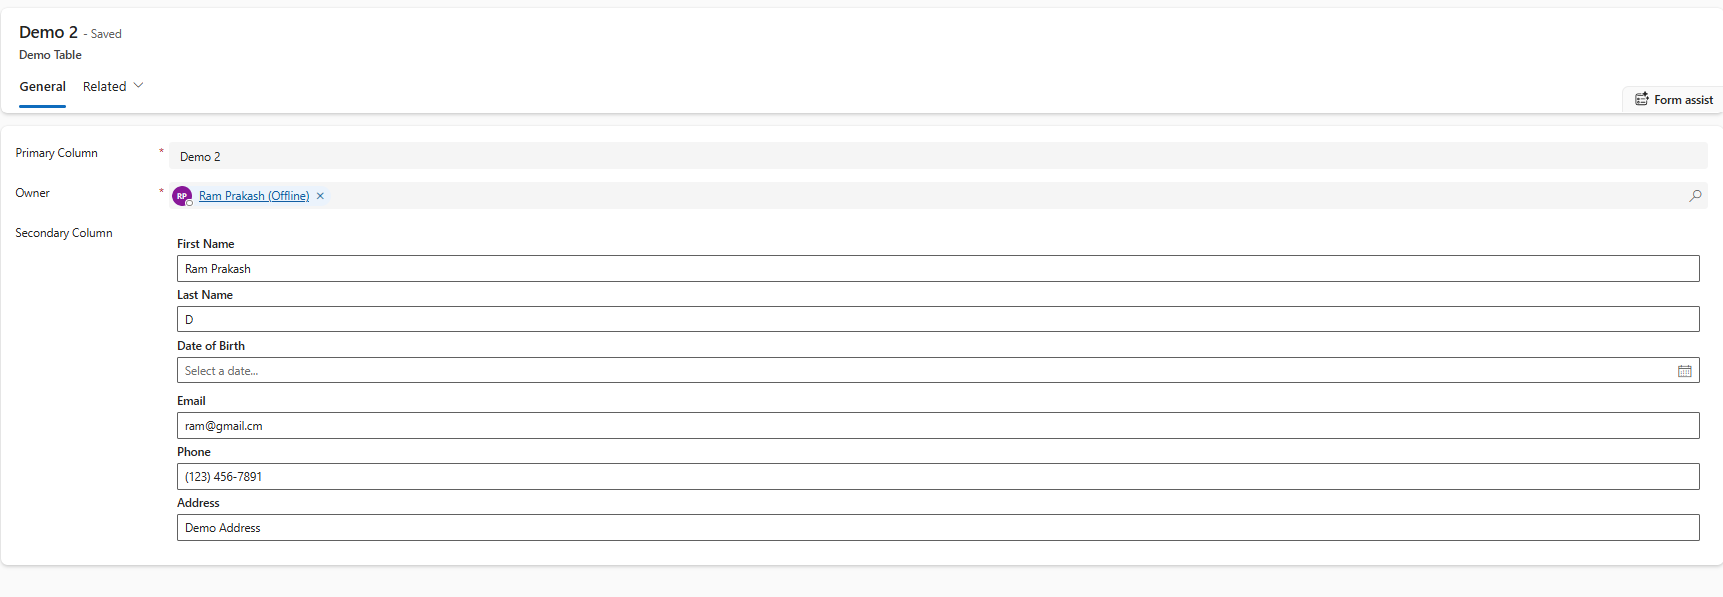 Demo 2 - Saved
Demo Table
General Related
Form assist
Primary Column * Demo 2
Owner * RP Ram Prakash (Offline)
Secondary Column
First Name
Ram Prakash
Last Name
D
Date of Birth
Select a date...
Email
ram@gmail.cm
Phone
(123) 456-7891
Address
Demo Address